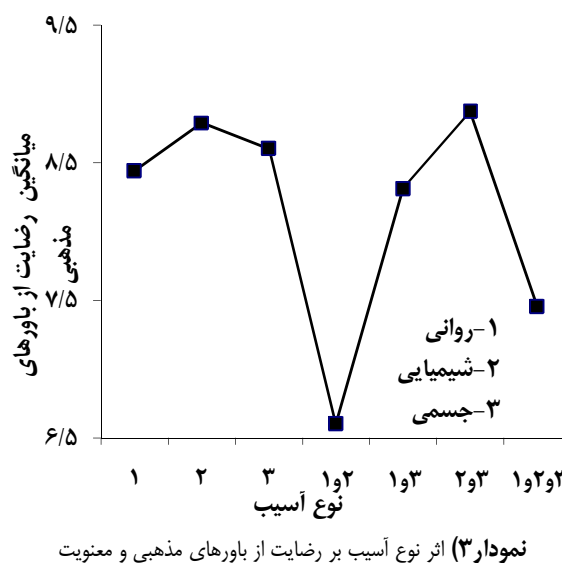 ۹/۵
۸/۵
۷/۵
۶/۵
میانگین رضایت از باورهای
مذهبی
۱-روانی
۲-شیمیایی
۳-جسمی
۱ ۲ ۳ ۱و۲ ۱و۳ ۲و۳ ۱و۲و۳
نوع آسیب
نمودار۳) اثر نوع آسیب بر رضایت از باورهای مذهبی و معنویت